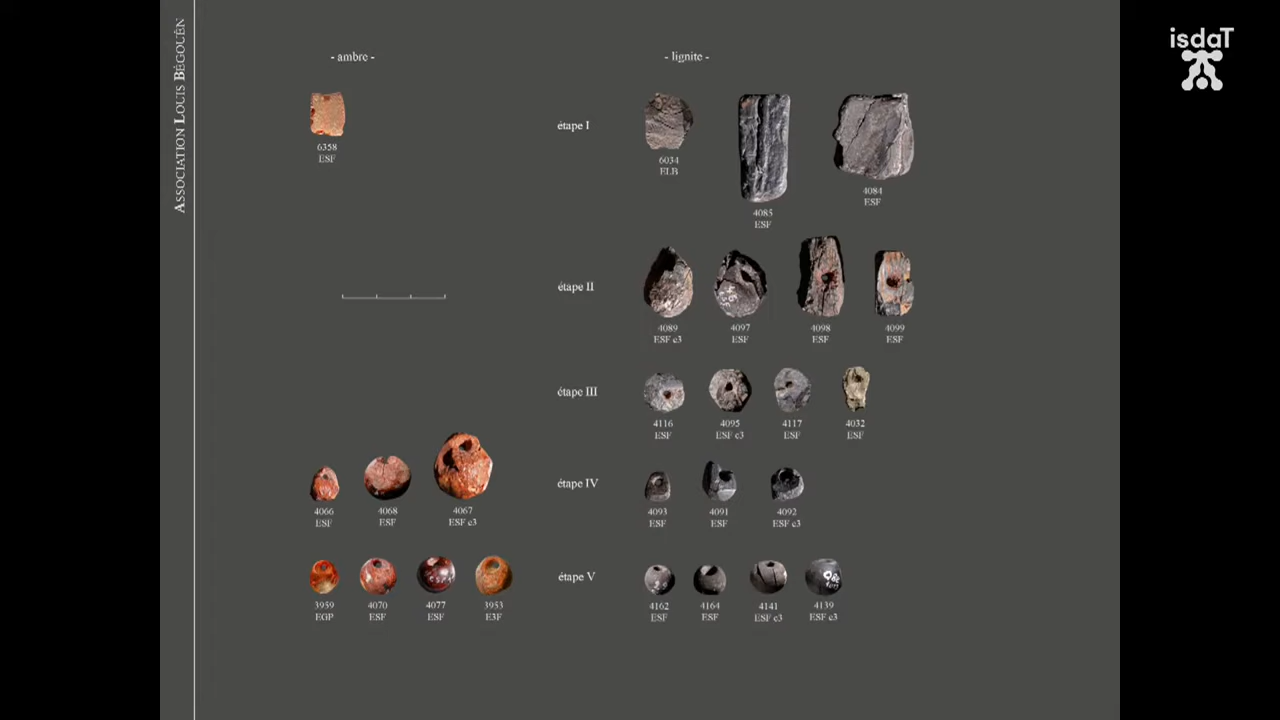 ASSOCIATION LOUIS BÉGOUËN
isdaT
- ambre -
- lignite -
étape I
6358
ESF
6034
ELB
4085
ESF
4084
ESF
étape II
4089
ESF c3
4097
ESF
4098
ESF
4099
ESF
étape III
4116
ESF
4095
ESF c3
4117
ESF
4032
ESF
étape IV
4066
ESF
4068
ESF
4067
ESF c3
4093
ESF
4091
ESF
4092
ESF c3
étape V
3959
EGP
4070
ESF
4077
ESF
3953
E3F
4162
ESF
4164
ESF
4141
ESF c3
4139
ESF c3